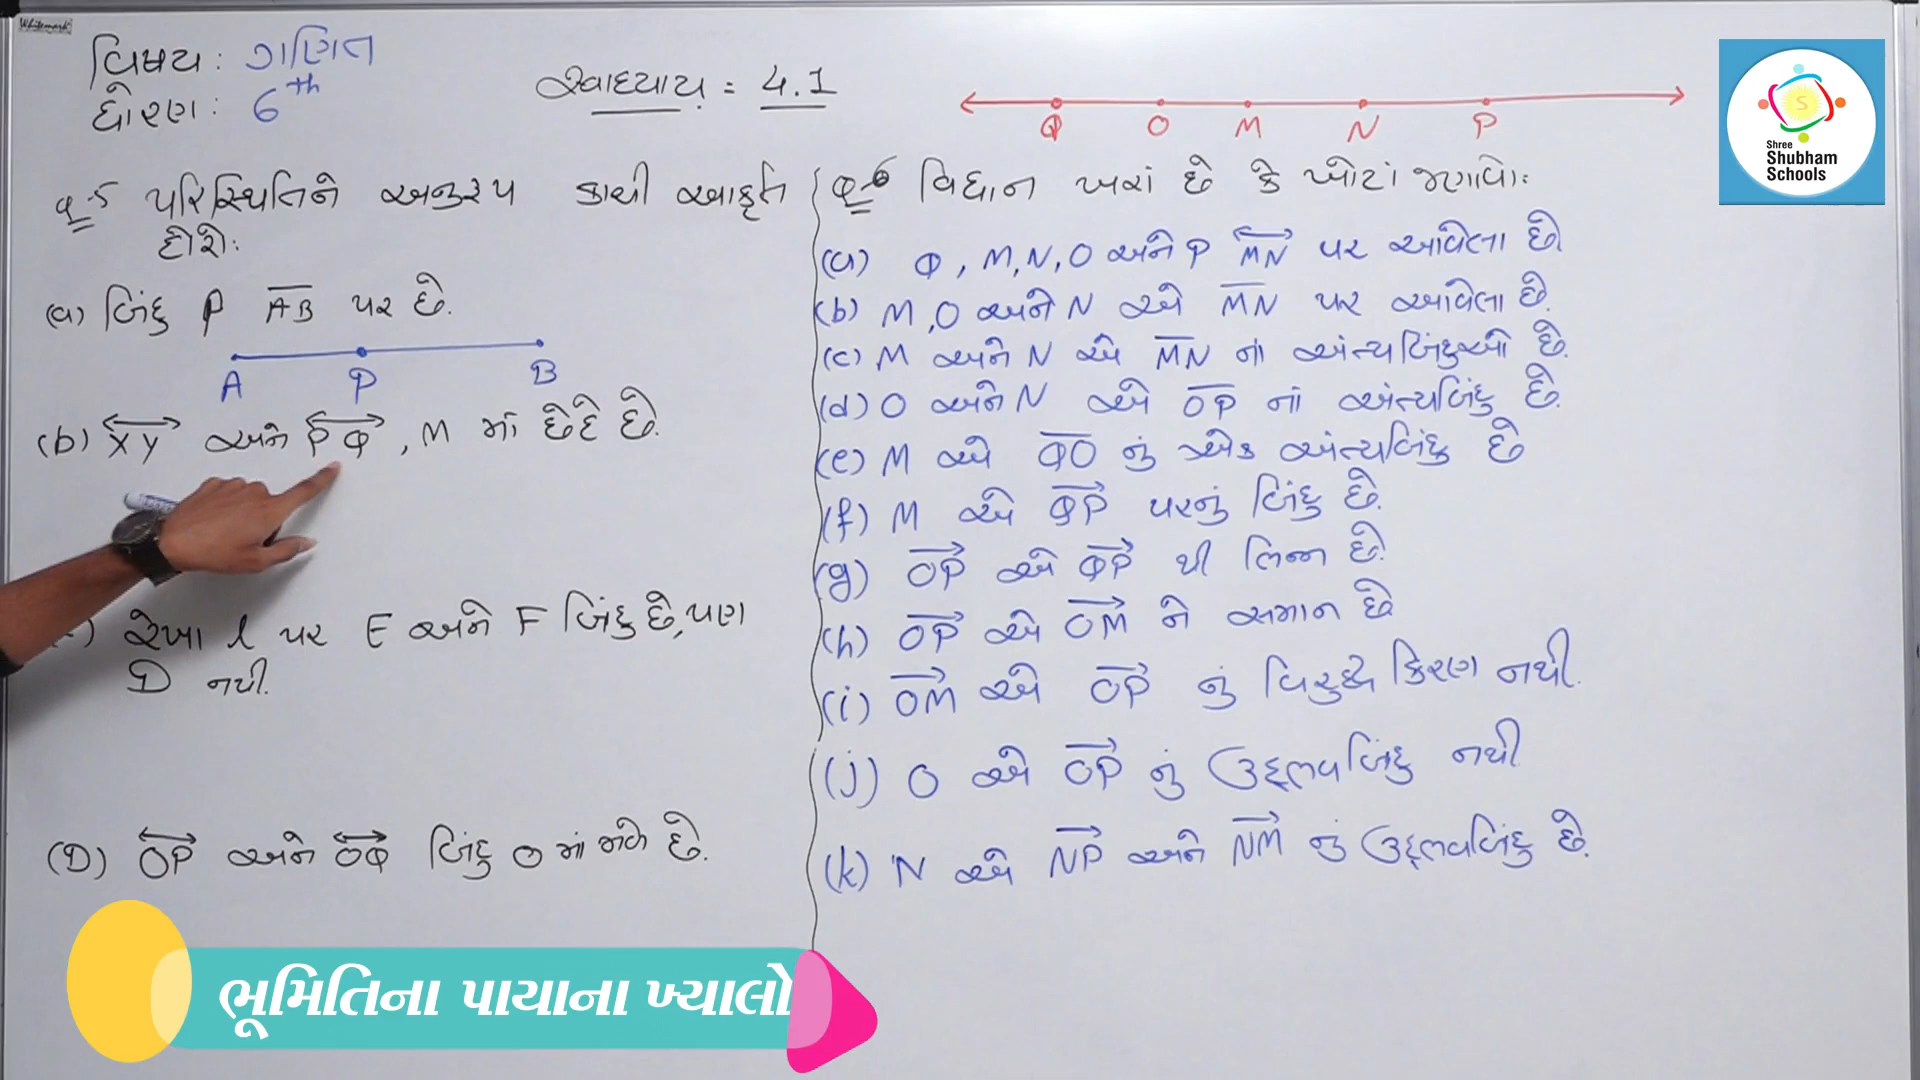 Whitemark
વિષય : ગણિત
ધોરણ : 6th
સ્વાધ્યાય = 4.1
Q O M N P
S
Shree
Shubham
Schools
Q-5 પરિસ્થિતિને અનુરૂપ કાચી આકૃતિ
દોરો:
(a) બિંદુ P A̅B̅ પર છે.
A P B
(b) XY અને PQ , M માં છેદે છે.
રેખા l પર E અને F બિંદુ છે, પણ
D નથી.
(D) OP અને OQ બિંદુ O માં મળે છે.
Q-6 વિધાન ખરાં છે કે ખોટાં જણાવો:
(a) Q, M, N, O અને P MN પર આવેલા છે.
(b) M, O અને N એ MN પર આવેલા છે.
(c) M અને N એ MN નાં અંત્યબિંદુઓ છે.
(d) O અને N એ OP નાં અંત્યબિંદુ છે.
(e) M એ QO નું એક અંત્યબિંદુ છે
(f) M એ QP પરનું બિંદુ છે.
(g) OP એ QP થી ભિન્ન છે.
(h) OP એ OM ને સમાન છે
(i) OM એ OP નું વિરુદ્ધ કિરણ નથી.
(j) O એ OP નું ઉદ્દભવબિંદુ નથી
(k) N એ NP અને NM નું ઉદ્દભવબિંદુ છે.
ભૂમિતિના પાયાના ખ્યાલો